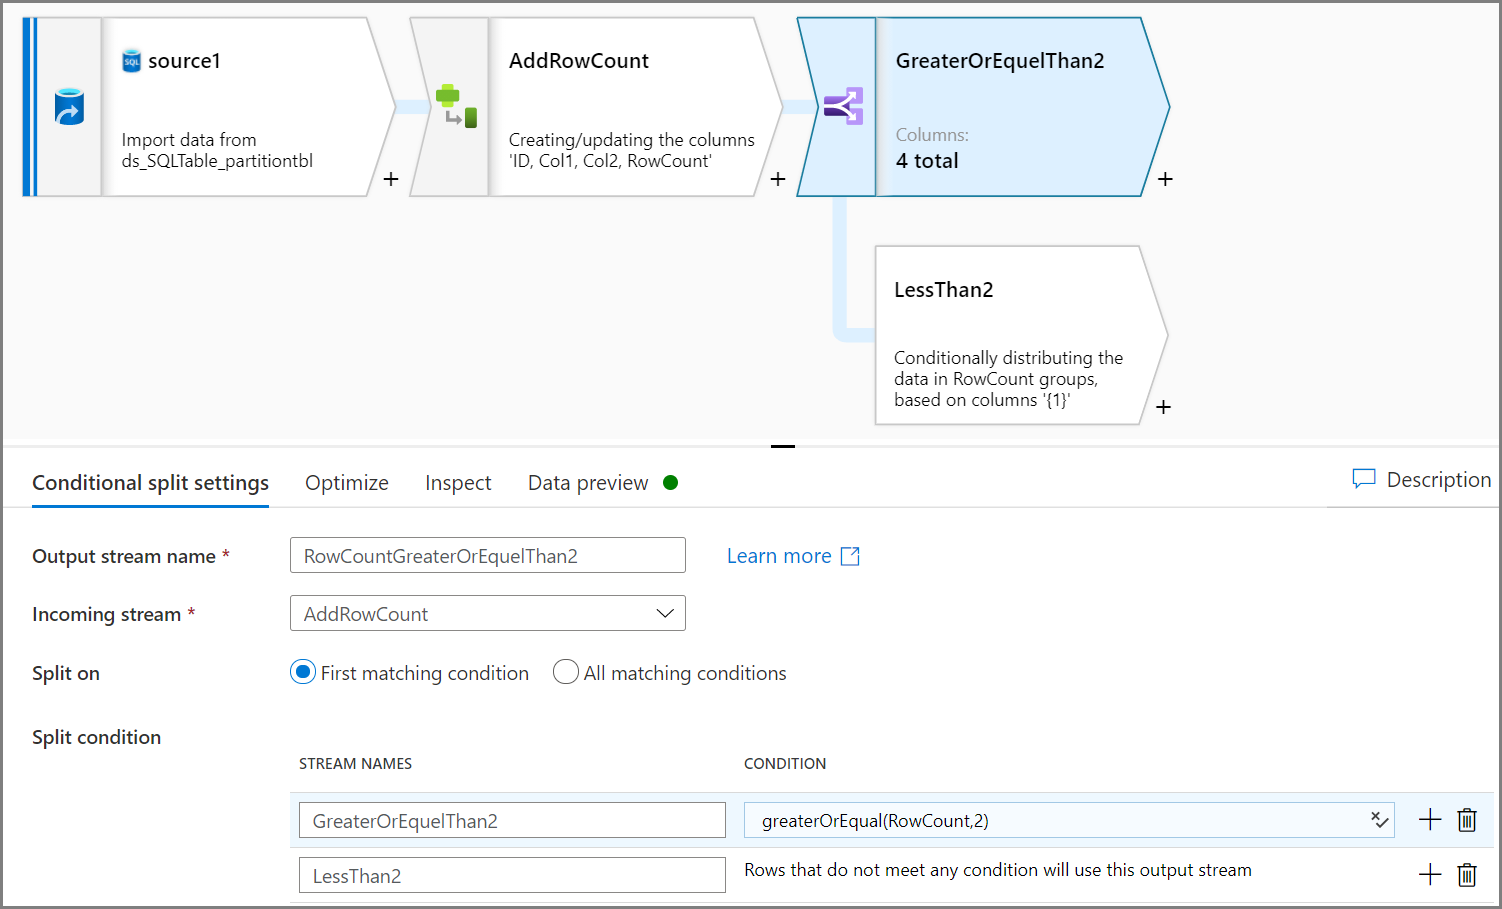 SQL source1
Import data from
ds_SQLTable_partitiontbl
+
AddRowCount
Creating/updating the columns
'ID, Col1, Col2, RowCount'
+
GreaterOrEquelThan2
Columns:
4 total
+
LessThan2
Conditionally distributing the
data in RowCount groups,
based on columns '{1}'
+
Conditional split settings Optimize Inspect Data preview Description
Output stream name * RowCountGreaterOrEquelThan2 Learn more
Incoming stream * AddRowCount
Split on First matching condition All matching conditions
Split condition
STREAM NAMES CONDITION
GreaterOrEquelThan2 greaterOrEqual(RowCount,2)
LessThan2 Rows that do not meet any condition will use this output stream